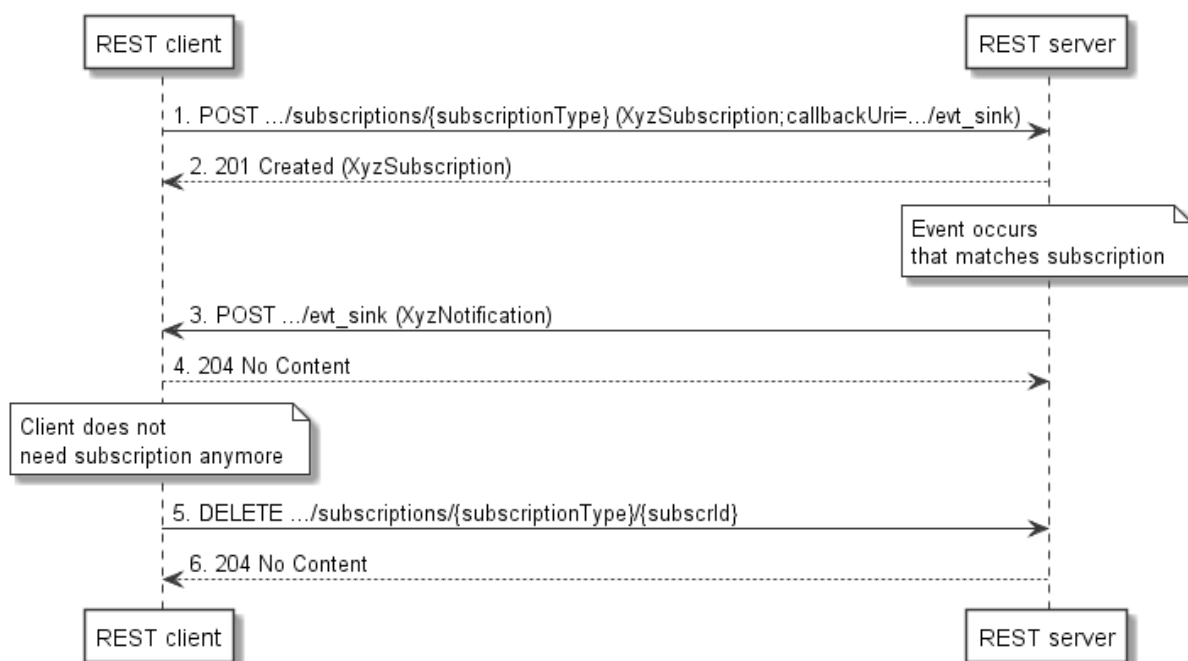 REST client
REST server
1. POST .../subscriptions/{subscriptionType} (XyzSubscription;callbackUri=.../evt_sink)
2. 201 Created (XyzSubscription)
Event occurs
that matches subscription
3. POST .../evt_sink (XyzNotification)
4. 204 No Content
Client does not
need subscription anymore
5. DELETE .../subscriptions/{subscriptionType}/{subscrId}
6. 204 No Content
REST client
REST server